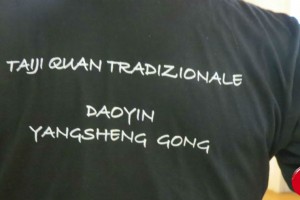 TAIJI QUAN TRADIZIONALE
DAOYIN
YANGSHENG GONG